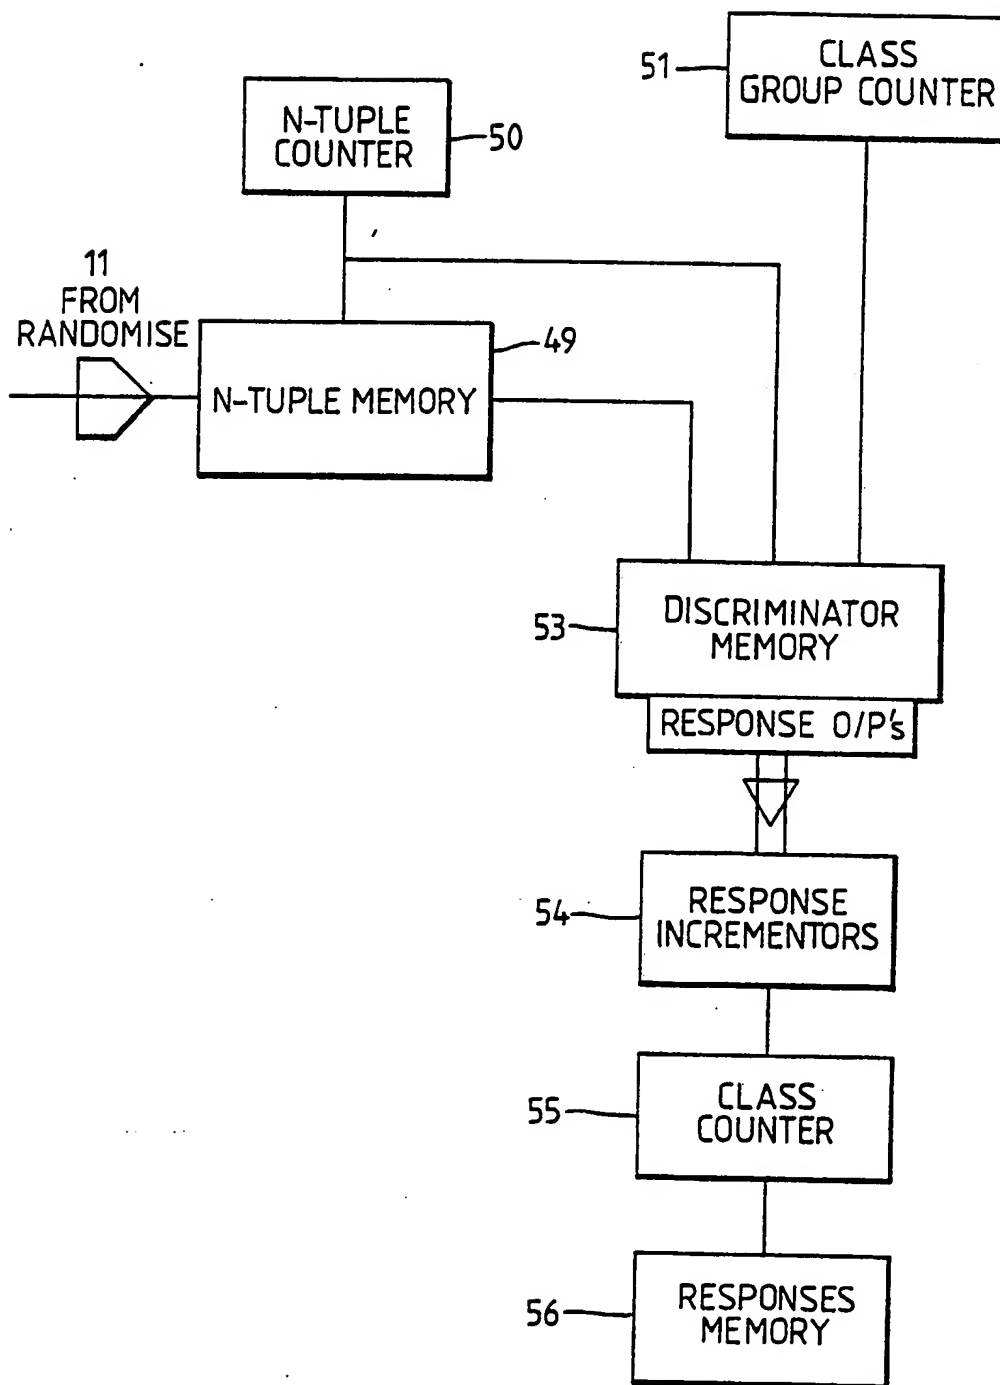 51
CLASS
GROUP COUNTER
N-TUPLE
COUNTER
50
11
FROM
RANDOMISE
N-TUPLE MEMORY
49
53
DISCRIMINATOR
MEMORY
RESPONSE O/P's
54
RESPONSE
INCREMENTORS
55
CLASS
COUNTER
56
RESPONSES
MEMORY